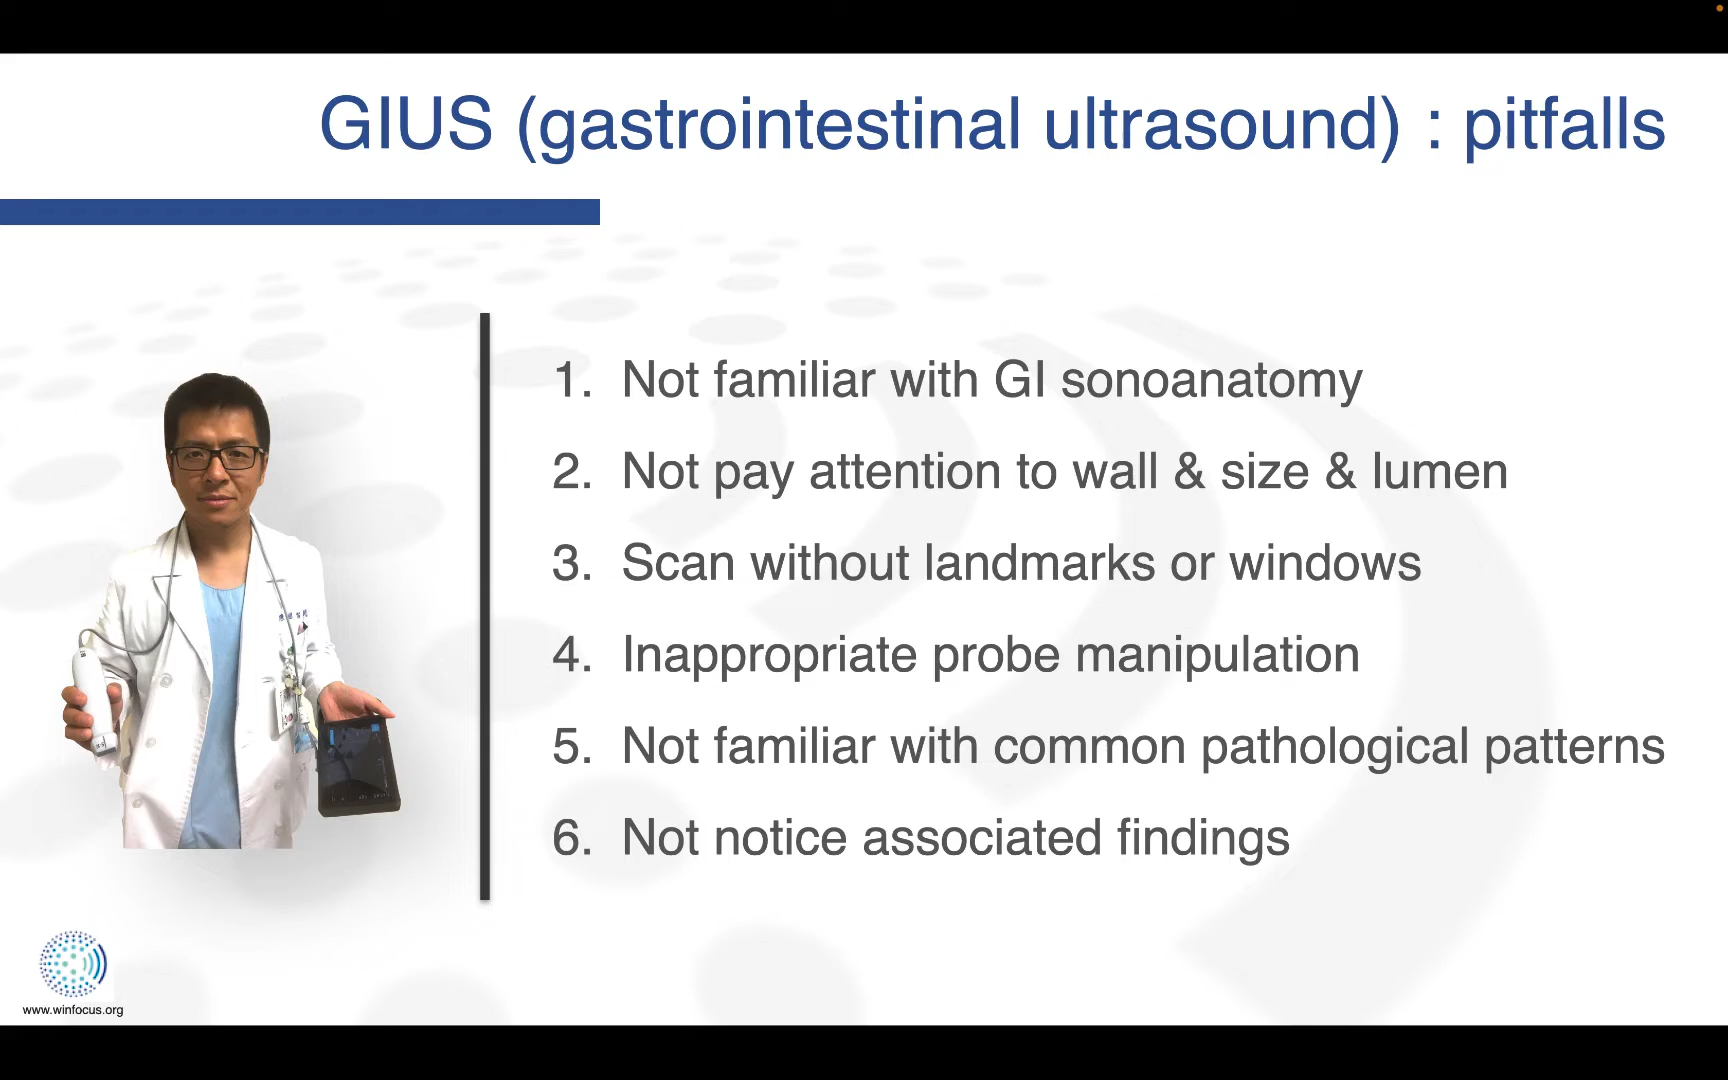 GIUS (gastrointestinal ultrasound) : pitfalls
1. Not familiar with GI sonoanatomy
2. Not pay attention to wall & size & lumen
3. Scan without landmarks or windows
4. Inappropriate probe manipulation
5. Not familiar with common pathological patterns
6. Not notice associated findings
www.winfocus.org